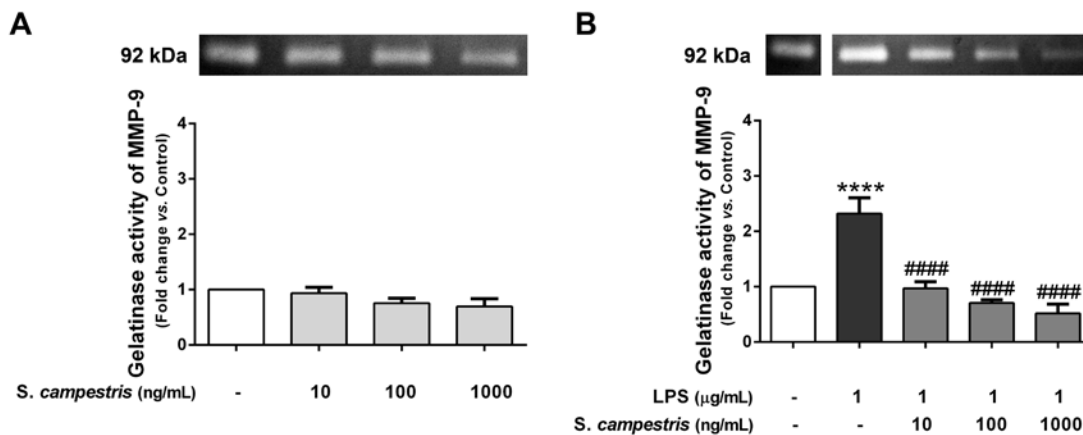 A
92 kDa
Gelatinase activity of MMP-9
(Fold change vs. Control)
4
3
2
1
0
- 10 100 1000
S. campestris (ng/mL)
B
92 kDa
Gelatinase activity of MMP-9
(Fold change vs. Control)
4
3
2
1
0
****
####
####
####
LPS (µg/mL) - 1 1 1 1
S. campestris (ng/mL) - - 10 100 1000